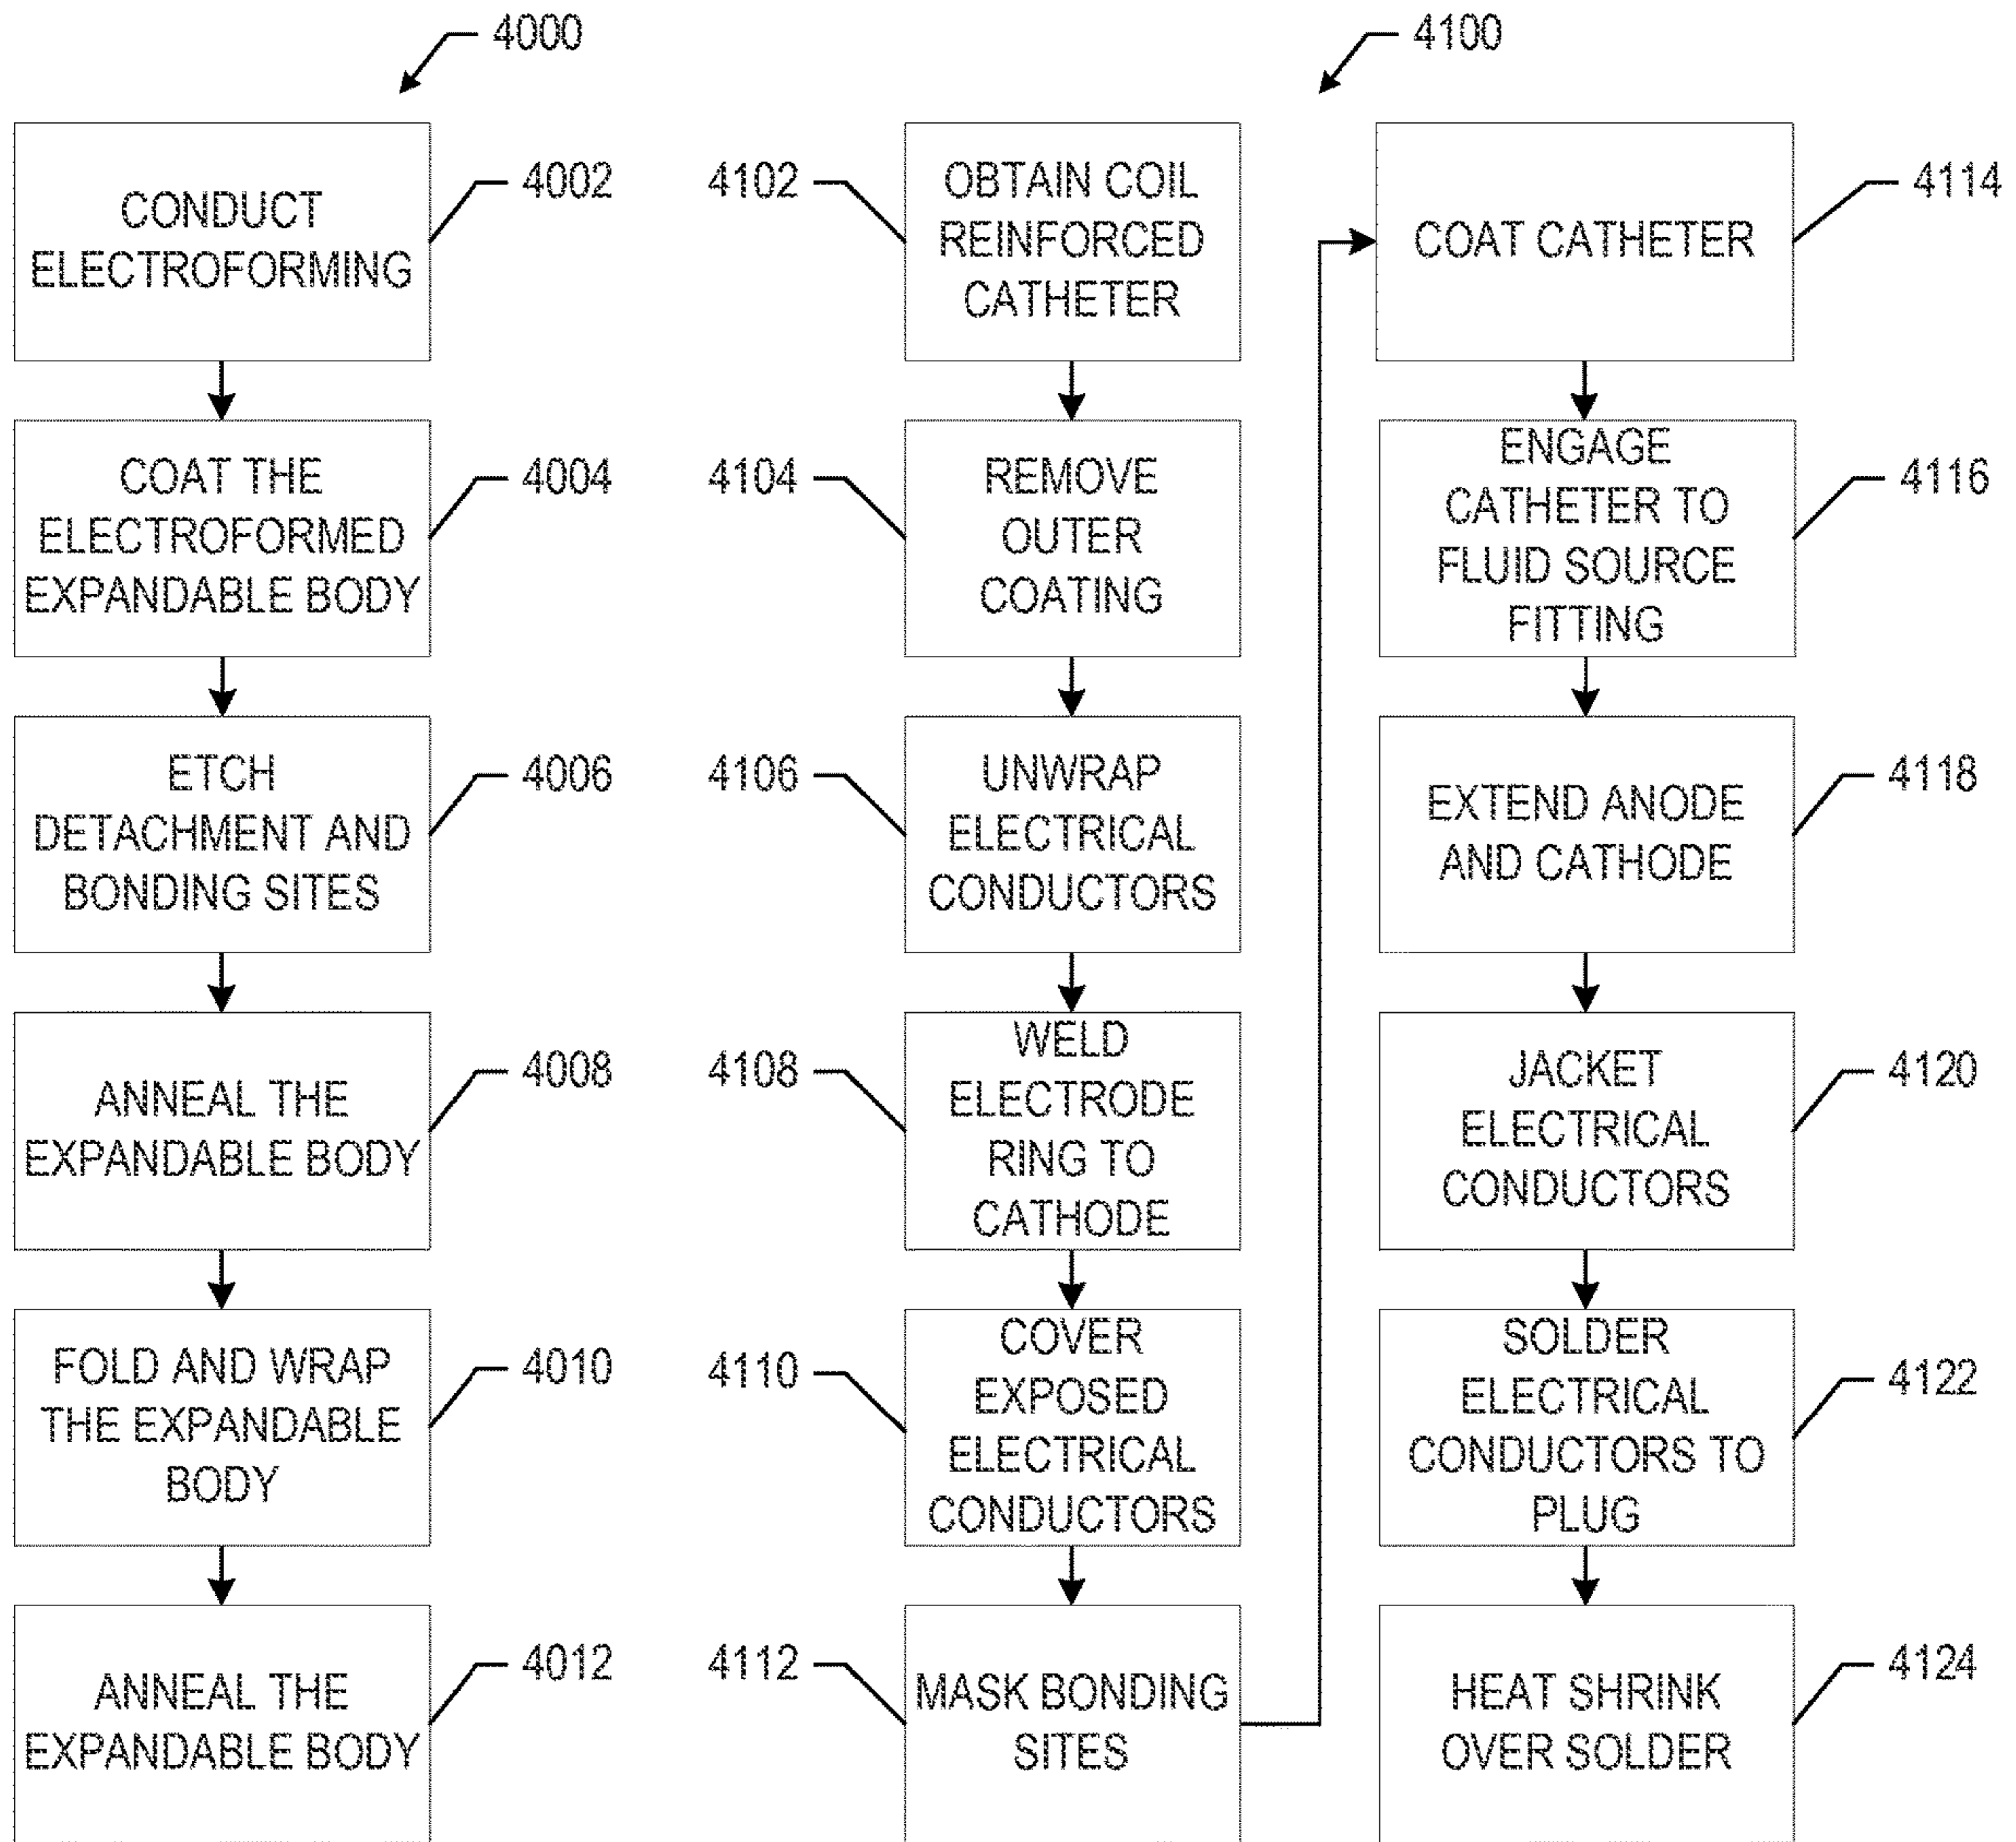 4000
CONDUCT
ELECTROFORMING
4002
COAT THE
ELECTROFORMED
EXPANDABLE BODY
4004
ETCH
DETACHMENT AND
BONDING SITES
4006
ANNEAL THE
EXPANDABLE BODY
4008
FOLD AND WRAP
THE EXPANDABLE
BODY
4010
ANNEAL THE
EXPANDABLE BODY
4012
4100
4102
OBTAIN COIL
REINFORCED
CATHETER
4104
REMOVE
OUTER
COATING
4106
UNWRAP
ELECTRICAL
CONDUCTORS
4108
WELD
ELECTRODE
RING TO
CATHODE
4110
COVER
EXPOSED
ELECTRICAL
CONDUCTORS
4112
MASK BONDING
SITES
COAT CATHETER
4114
ENGAGE
CATHETER TO
FLUID SOURCE
FITTING
4116
EXTEND ANODE
AND CATHODE
4118
JACKET
ELECTRICAL
CONDUCTORS
4120
SOLDER
ELECTRICAL
CONDUCTORS TO
PLUG
4122
HEAT SHRINK
OVER SOLDER
4124